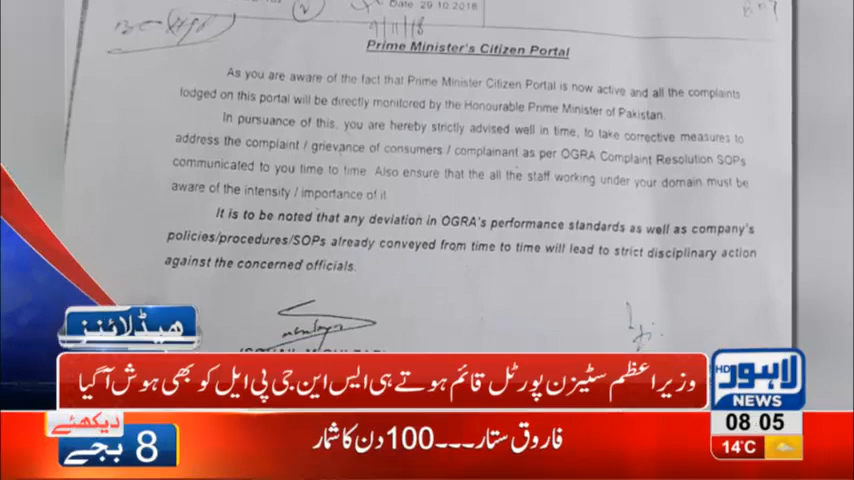 Date 29.10.2018
9/11/18
Prime Minister's Citizen Portal
As you are aware of the fact that Prime Minister Citizen Portal is now active and all the complaints
lodged on this portal will be directly monitored by the Honourable Prime Minister of Pakistan.
In pursuance of this, you are hereby strictly advised well in time, to take corrective measures to
address the complaint / grievance of consumers / complainant as per OGRA Complaint Resolution SOPs
communicated to you time to time. Also ensure that the all the staff working under your domain must be
aware of the intensity / importance of it.
It is to be noted that any deviation in OGRA's performance standards as well as company's
policies/procedures/SOPs already conveyed from time to time will lead to strict disciplinary action
against the concerned officials.
ہیڈلائنز
وزیراعظم سٹیزن پورٹل قائم ہوتے ہی ایس این جی پی ایل کو بھی ہوش آ گیا
HD لاہور
NEWS
دیکھئے
8 بجے
فاروق ستار۔۔۔100 دن کا شمار
08 05
14°C